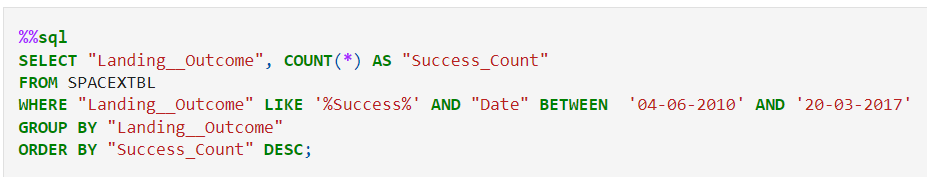 %%sql
SELECT "Landing__Outcome", COUNT(*) AS "Success_Count"
FROM SPACEXTBL
WHERE "Landing__Outcome" LIKE '%Success%' AND "Date" BETWEEN  '04-06-2010' AND '20-03-2017'
GROUP BY "Landing__Outcome"
ORDER BY "Success_Count" DESC;